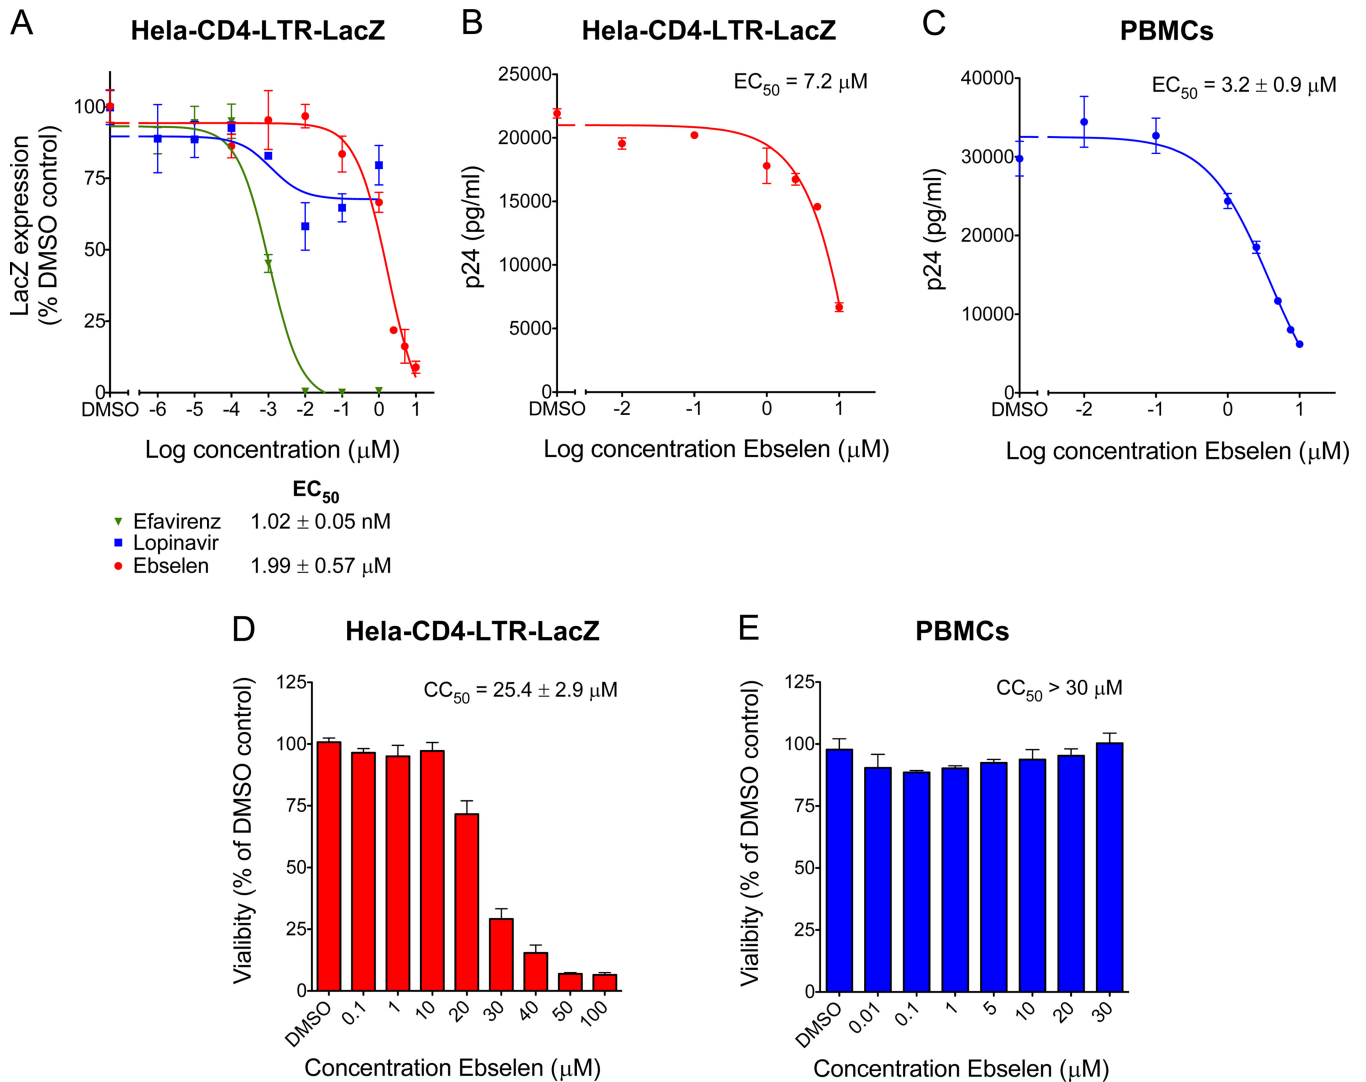 A
Hela-CD4-LTR-LacZ
LacZ expression
(% DMSO control)
100
75
50
25
0
DMSO -6 -5 -4 -3 -2 -1 0 1
Log concentration (μM)
EC50
Efavirenz 1.02 ± 0.05 nM
Lopinavir
Ebselen 1.99 ± 0.57 μM
B
Hela-CD4-LTR-LacZ
EC50 = 7.2 μM
p24 (pg/ml)
25000
20000
15000
10000
5000
0
DMSO -2 -1 0 1
Log concentration Ebselen (μM)
C
PBMCs
EC50 = 3.2 ± 0.9 μM
p24 (pg/ml)
40000
30000
20000
10000
0
DMSO -2 -1 0 1
Log concentration Ebselen (μM)
D
Hela-CD4-LTR-LacZ
CC50 = 25.4 ± 2.9 μM
Vialibity (% of DMSO control)
125
100
75
50
25
0
DMSO 0.1 1 10 20 30 40 50 100
Concentration Ebselen (μM)
E
PBMCs
CC50 > 30 μM
Vialibity (% of DMSO control)
125
100
75
50
25
0
DMSO 0.01 0.1 1 5 10 20 30
Concentration Ebselen (μM)